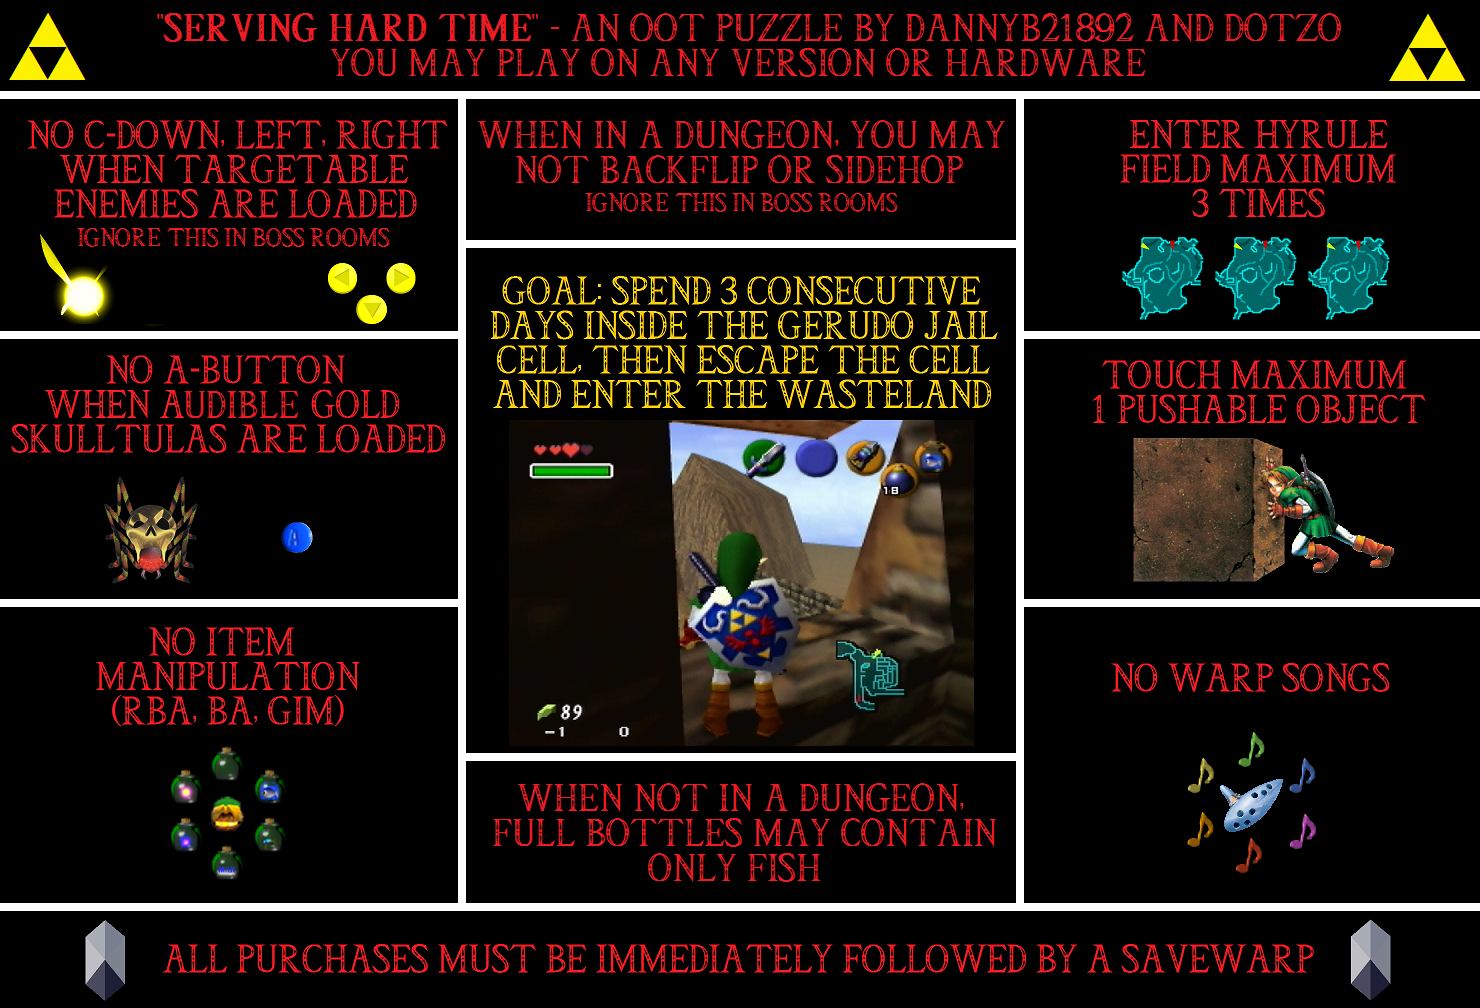 "SERVING HARD TIME" - AN OOT PUZZLE BY DANNYB21892 AND DOTZO
YOU MAY PLAY ON ANY VERSION OR HARDWARE
NO C-DOWN, LEFT, RIGHT
WHEN TARGETABLE
ENEMIES ARE LOADED
IGNORE THIS IN BOSS ROOMS
WHEN IN A DUNGEON, YOU MAY
NOT BACKFLIP OR SIDEHOP
IGNORE THIS IN BOSS ROOMS
ENTER HYRULE
FIELD MAXIMUM
3 TIMES
GOAL: SPEND 3 CONSECUTIVE
DAYS INSIDE THE GERUDO JAIL
CELL, THEN ESCAPE THE CELL
AND ENTER THE WASTELAND
18
89
-1 0
NO A-BUTTON
WHEN AUDIBLE GOLD
SKULLTULAS ARE LOADED
A
TOUCH MAXIMUM
1 PUSHABLE OBJECT
NO ITEM
MANIPULATION
(RBA, BA, GIM)
WHEN NOT IN A DUNGEON,
FULL BOTTLES MAY CONTAIN
ONLY FISH
NO WARP SONGS
ALL PURCHASES MUST BE IMMEDIATELY FOLLOWED BY A SAVEWARP